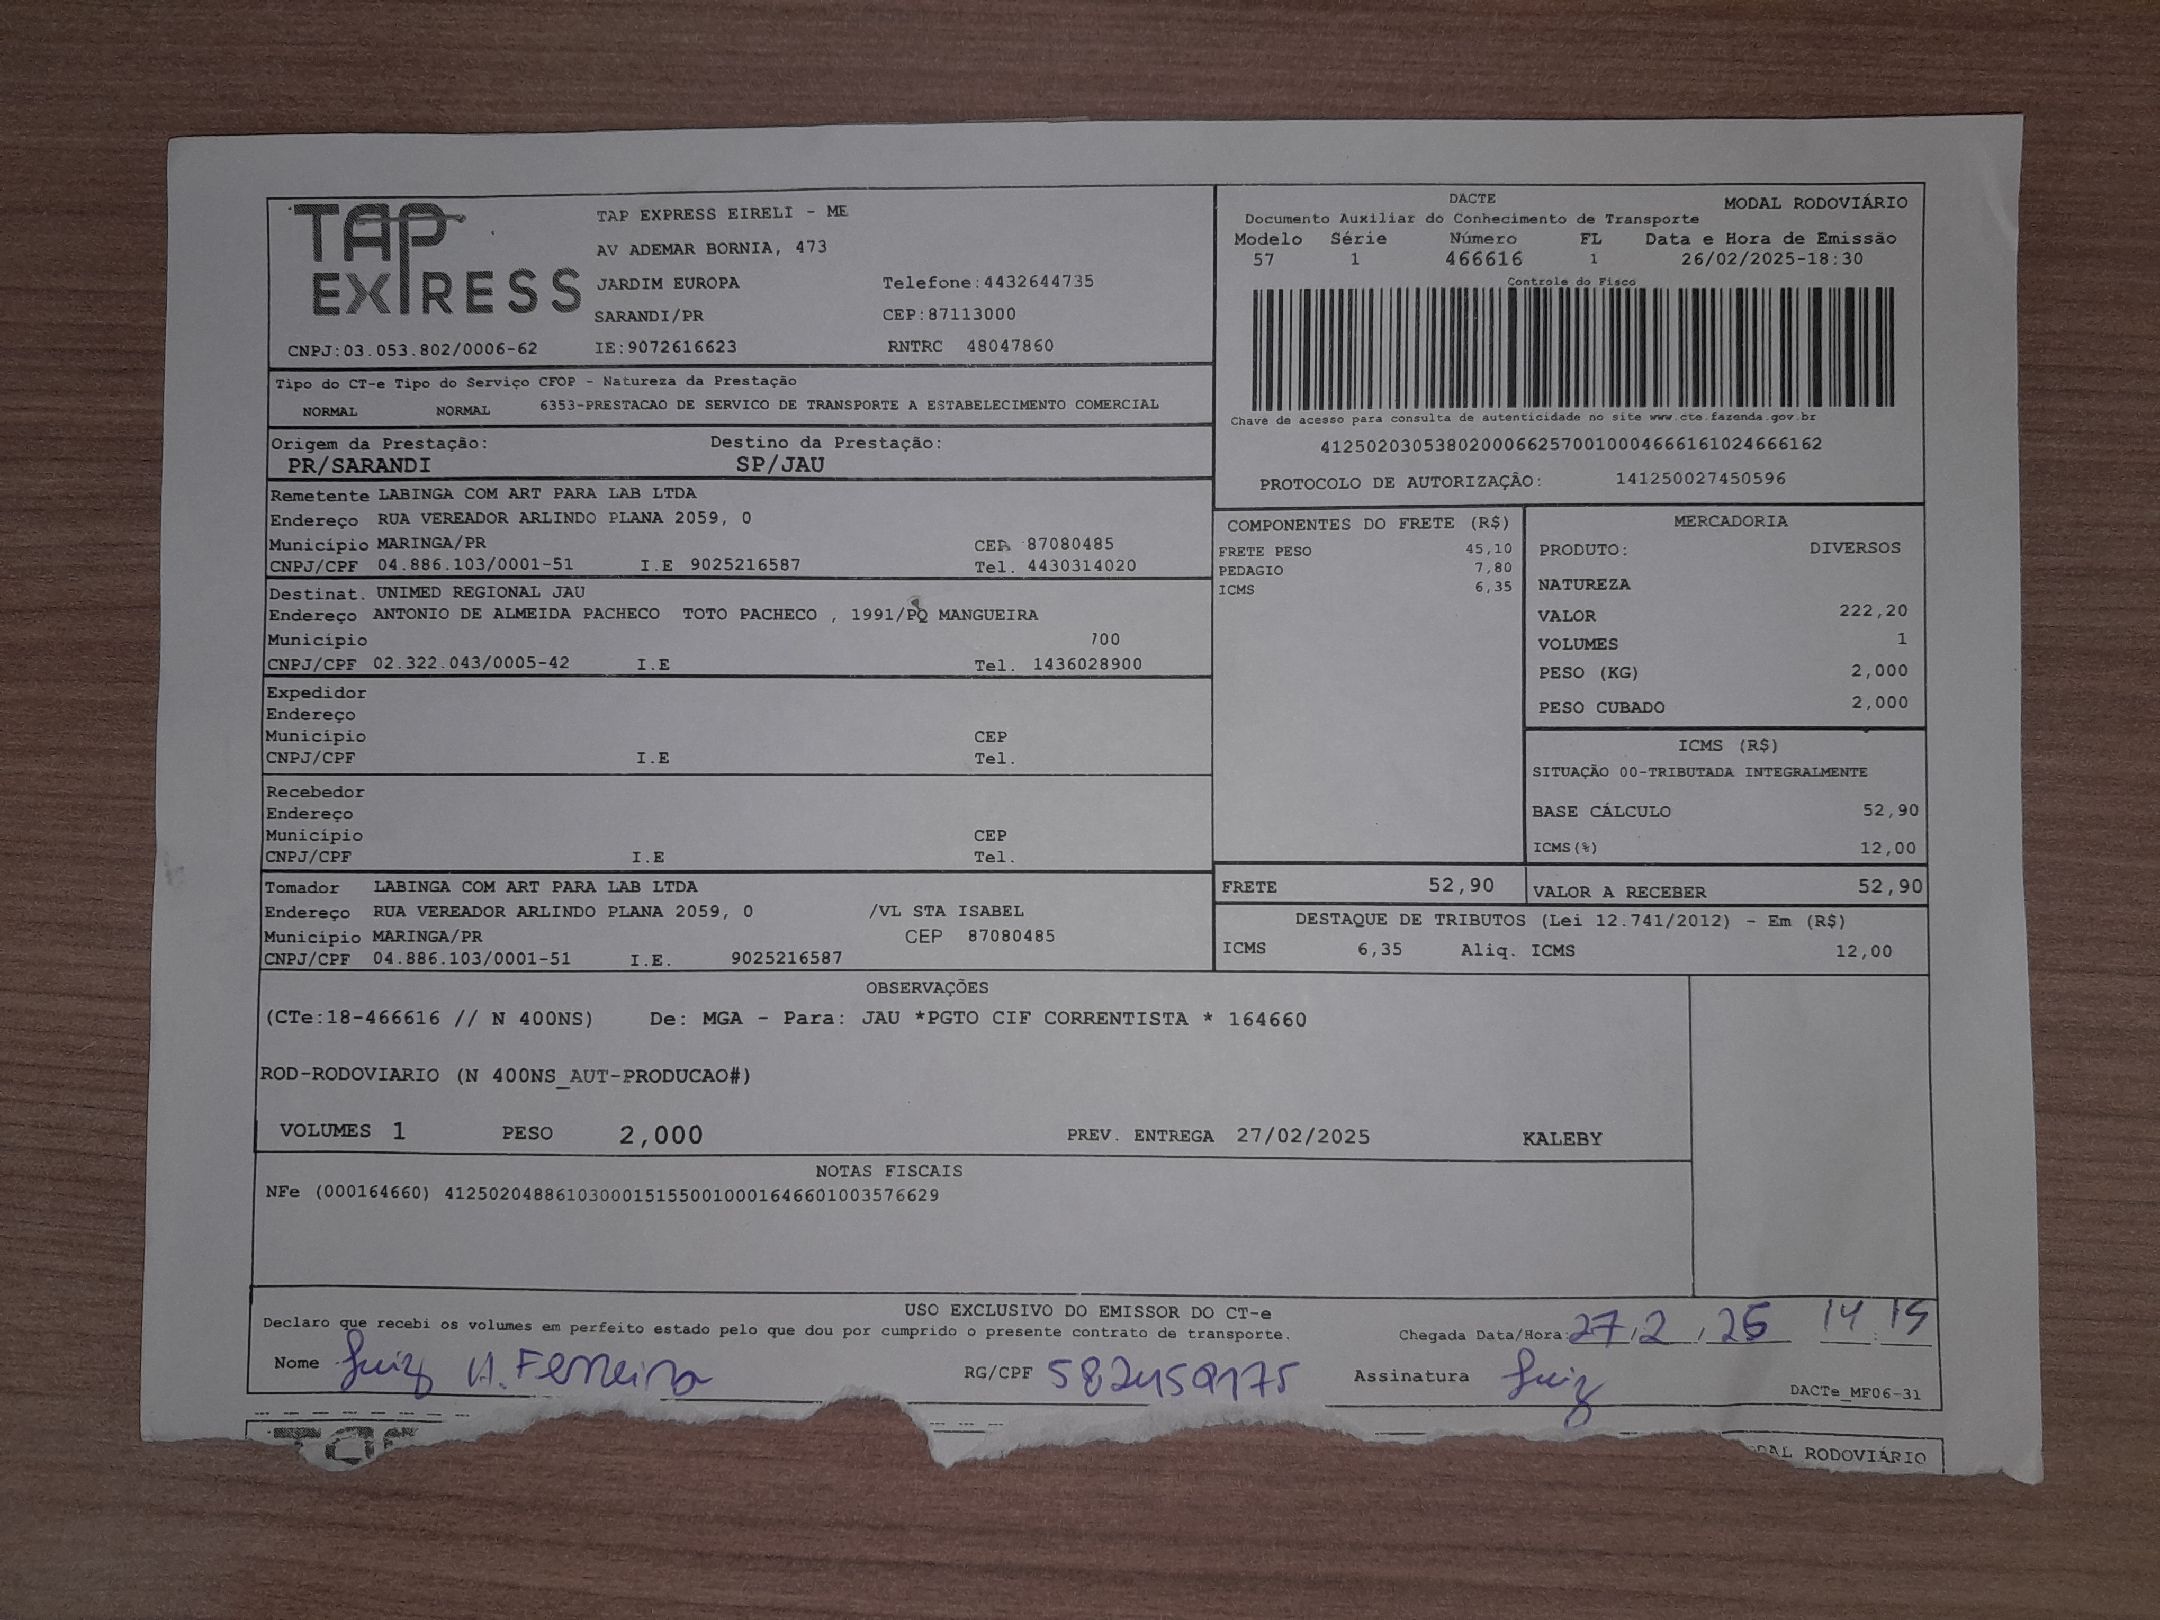 TAP EXPRESS
TAP EXPRESS EIRELI - ME
AV ADEMAR BORNIA, 473
JARDIM EUROPA Telefone:4432644735
SARANDI/PR CEP:87113000
CNPJ:03.053.802/0006-62 IE:9072616623 RNTRC 48047860
DACTE MODAL RODOVIÁRIO
Documento Auxiliar do Conhecimento de Transporte
Modelo Série Número FL Data e Hora de Emissão
57 1 466616 1 26/02/2025-18:30
Controle do Fisco
Chave de acesso para consulta de autenticidade no site www.cte.fazenda.gov.br
41250203053802000662570010004666161024666162
PROTOCOLO DE AUTORIZAÇÃO: 141250027450596
Tipo do CT-e Tipo do Serviço CFOP - Natureza da Prestação
NORMAL NORMAL 6353-PRESTACAO DE SERVICO DE TRANSPORTE A ESTABELECIMENTO COMERCIAL
Origem da Prestação: Destino da Prestação:
PR/SARANDI SP/JAU
Remetente LABINGA COM ART PARA LAB LTDA
Endereço RUA VEREADOR ARLINDO PLANA 2059, 0
Município MARINGA/PR CEP 87080485
CNPJ/CPF 04.886.103/0001-51 I.E 9025216587 Tel. 4430314020
Destinat. UNIMED REGIONAL JAU
Endereço ANTONIO DE ALMEIDA PACHECO TOTO PACHECO , 1991/PQ MANGUEIRA
Município 700
CNPJ/CPF 02.322.043/0005-42 I.E Tel. 1436028900
Expedidor
Endereço
Município CEP
CNPJ/CPF I.E Tel.
Recebedor
Endereço
Município CEP
CNPJ/CPF I.E Tel.
Tomador LABINGA COM ART PARA LAB LTDA
Endereço RUA VEREADOR ARLINDO PLANA 2059, 0 /VL STA ISABEL
Município MARINGA/PR CEP 87080485
CNPJ/CPF 04.886.103/0001-51 I.E. 9025216587
COMPONENTES DO FRETE (R$)
FRETE PESO 45,10
PEDAGIO 7,80
ICMS 6,35
MERCADORIA
PRODUTO: DIVERSOS
NATUREZA
VALOR 222,20
VOLUMES 1
PESO (KG) 2,000
PESO CUBADO 2,000
ICMS (R$)
SITUAÇÃO 00-TRIBUTADA INTEGRALMENTE
BASE CÁLCULO 52,90
ICMS(%) 12,00
FRETE 52,90 VALOR A RECEBER 52,90
DESTAQUE DE TRIBUTOS (Lei 12.741/2012) - Em (R$)
ICMS 6,35 Aliq. ICMS 12,00
OBSERVAÇÕES
(CTe:18-466616 // N 400NS) De: MGA - Para: JAU *PGTO CIF CORRENTISTA * 164660
ROD-RODOVIARIO (N 400NS_AUT-PRODUCAO#)
VOLUMES 1 PESO 2,000 PREV. ENTREGA 27/02/2025 KALEBY
NOTAS FISCAIS
NFe (000164660) 41250204886103000151550010001646601003576629
USO EXCLUSIVO DO EMISSOR DO CT-e
Declaro que recebi os volumes em perfeito estado pelo que dou por cumprido o presente contrato de transporte. Chegada Data/Hora: 27/2/25 14:15
Nome Luiz H. Ferreira RG/CPF 582459175 Assinatura Luiz
DACTe_MF06-31
RODOVIÁRIO